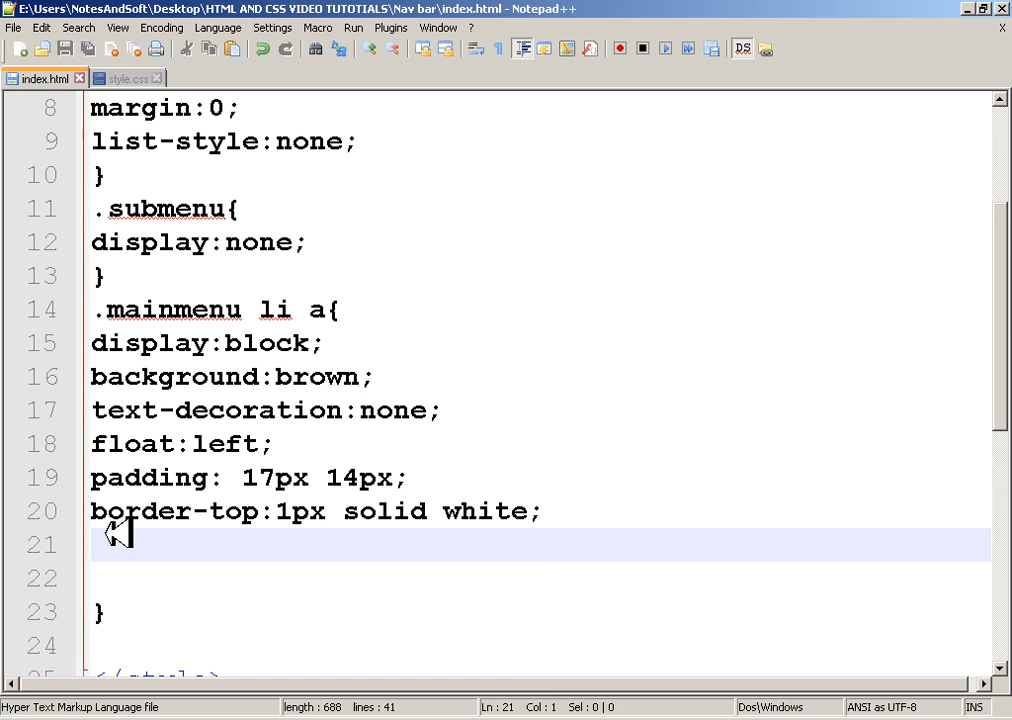 E:\Users\NotesAndSoft\Desktop\HTML AND CSS VIDEO TUTOTIALS\Nav bar\index.html - Notepad++
File Edit Search View Encoding Language Settings Macro Run Plugins Window ? X
index.html style.css
8 margin:0;
9 list-style:none;
10 }
11 .submenu{
12 display:none;
13 }
14 .mainmenu li a{
15 display:block;
16 background:brown;
17 text-decoration:none;
18 float:left;
19 padding: 17px 14px;
20 border-top:1px solid white;
21
22
23 }
24
25 </style>
Hyper Text Markup Language file length : 688 lines : 41 Ln : 21 Col : 1 Sel : 0 | 0 Dos\Windows ANSI as UTF-8 INS